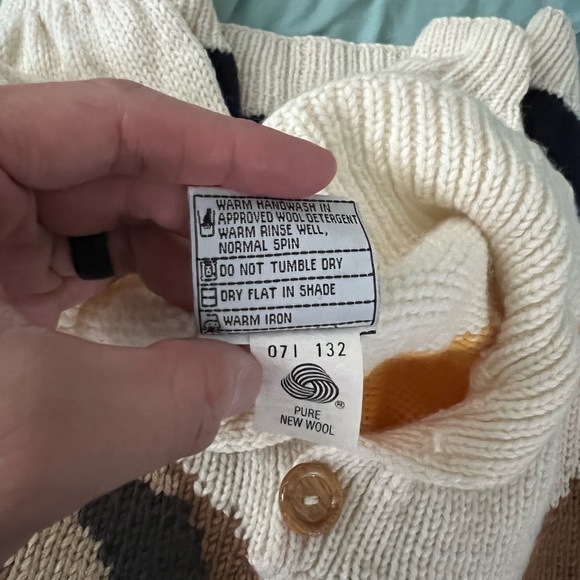 WARM HANDWASH IN
APPROVED WOOL DETERGENT
WARM RINSE WELL,
NORMAL SPIN
DO NOT TUMBLE DRY
DRY FLAT IN SHADE
WARM IRON
071 132
®
PURE
NEW WOOL